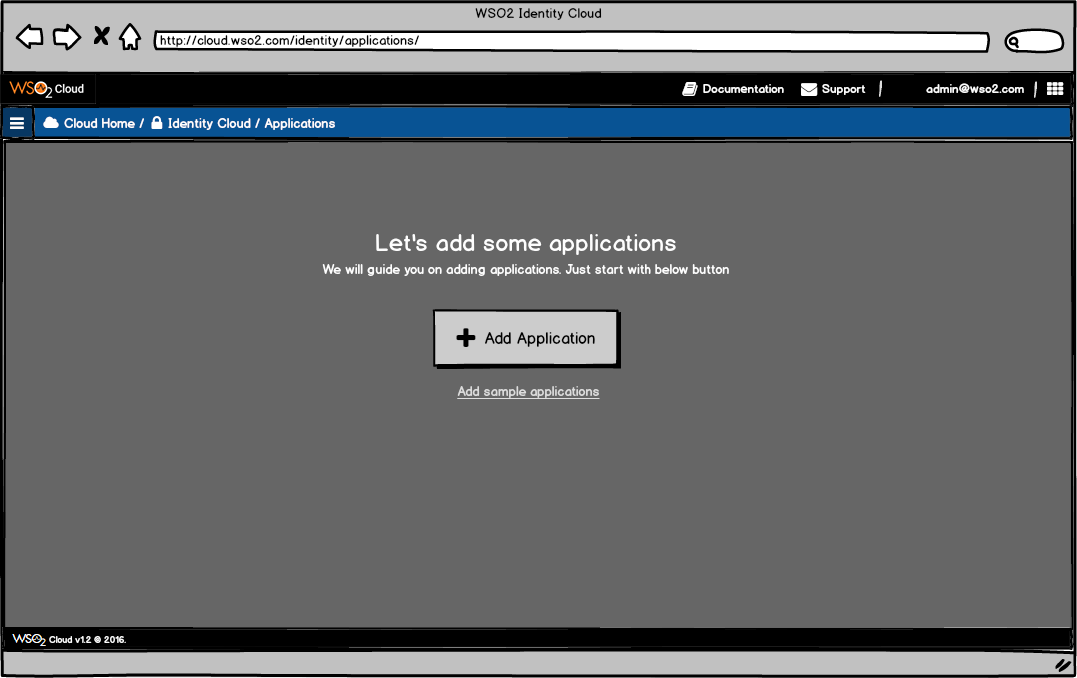 WSO2 Identity Cloud
http://cloud.wso2.com/identity/applications/
WSO2 Cloud Documentation Support admin@wso2.com
Cloud Home / Identity Cloud / Applications
Let's add some applications
We will guide you on adding applications. Just start with below button
Add Application
Add sample applications
WSO2 Cloud v1.2 © 2016.